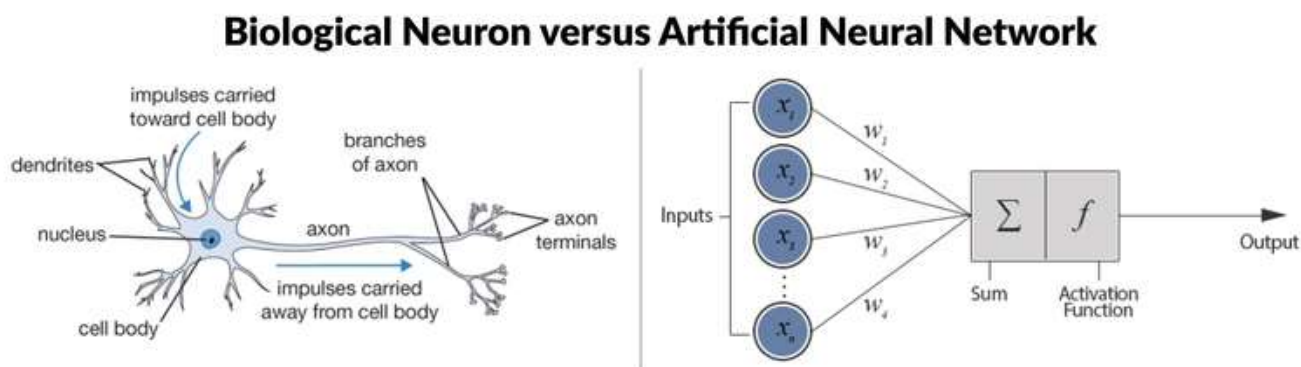 Biological Neuron versus Artificial Neural Network
impulses carried
toward cell body
dendrites
nucleus
cell body
axon
impulses carried
away from cell body
branches
of axon
axon
terminals
Inputs
x₁
x₂
x₃
⋮
xₙ
w₁
w₂
w₃
w₄
Σ
f
Sum
Activation
Function
Output